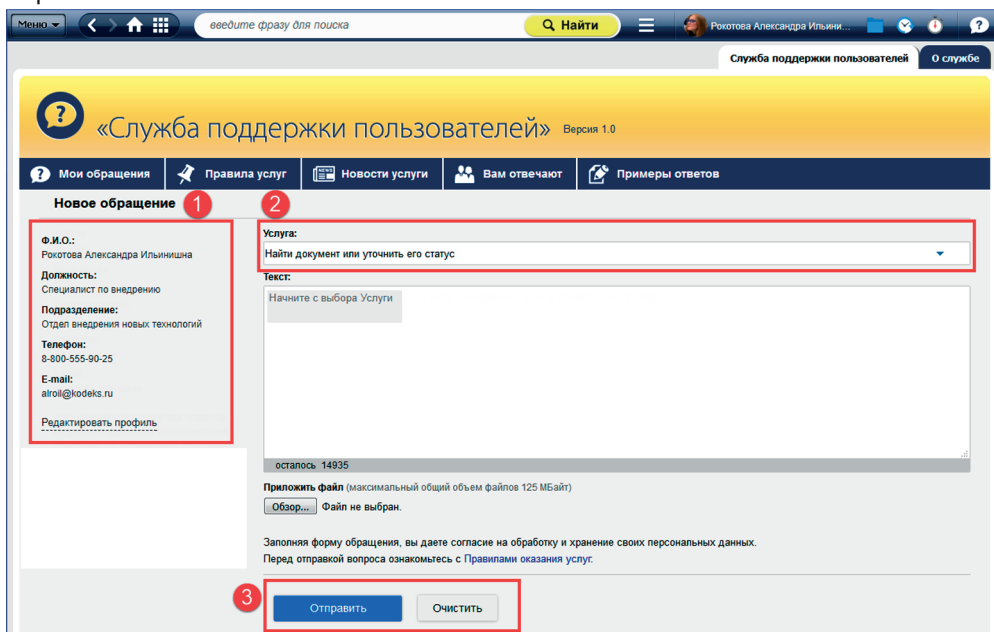 Меню
введите фразу для поиска
Найти
Рокотова Александра Ильини...
Служба поддержки пользователей
О службе
«Служба поддержки пользователей» Версия 1.0
Мои обращения
Правила услуг
NEWS
Новости услуги
Вам отвечают
Примеры ответов
Новое обращение
1
2
Ф.И.О.:
Рокотова Александра Ильинишна
Должность:
Специалист по внедрению
Подразделение:
Отдел внедрения новых технологий
Телефон:
8-800-555-90-25
E-mail:
alroil@kodeks.ru
Редактировать профиль
Услуга:
Найти документ или уточнить его статус
Текст:
Начните с выбора Услуги
осталось 14935
Приложить файл (максимальный общий объем файлов 125 МБайт)
Обзор... Файл не выбран.
Заполняя форму обращения, вы даете согласие на обработку и хранение своих персональных данных.
Перед отправкой вопроса ознакомьтесь с Правилами оказания услуг.
3
Отправить
Очистить